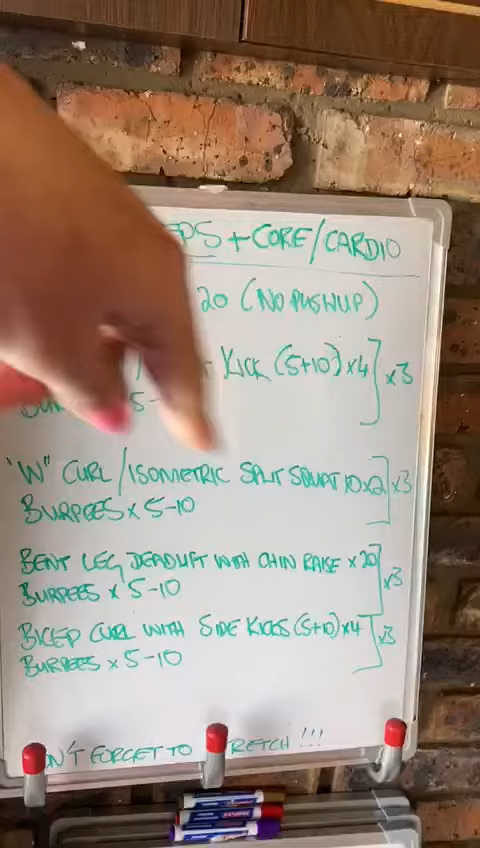 + CORE/CARDIO
20 (NO PUSHUP)
+ KICK (5+10) x4] x3
5-
"W" CURL / ISOMETRIC SPLIT SQUAT 10x2] x3
BURPEES x 5-10
BENT LEG DEADLIFT WITH CHIN RAISE x 20] x3
BURPEES x 5-10
BICEP CURL WITH SIDE KICKS (5+10) x4] x3
BURPEES x 5-10
FORGET TO !!!